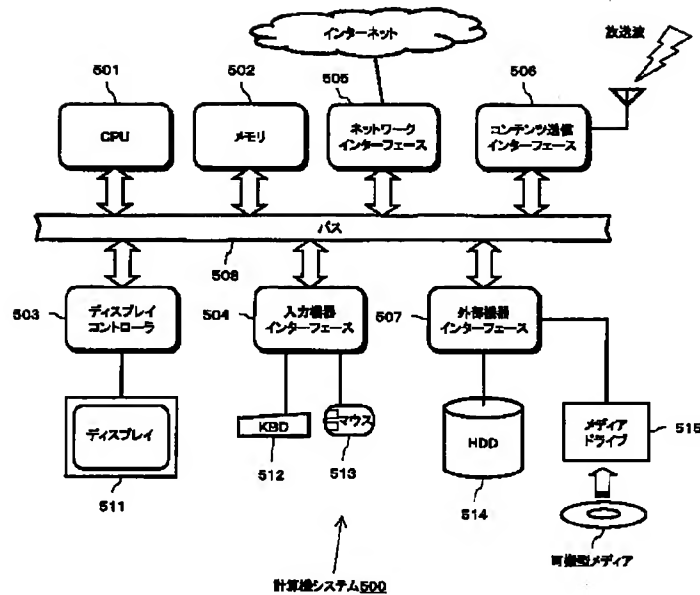 インターネット
放送波
501
502
505
506
CPU
メモリ
ネットワーク
インターフェース
コンテンツ送信
インターフェース
バス
508
503
ディスプレイ
コントローラ
504
入力機器
インターフェース
507
外部機器
インターフェース
ディスプレイ
511
KBD
512
マウス
513
HDD
514
メディア
ドライブ
515
可搬型メディア
計算機システム500